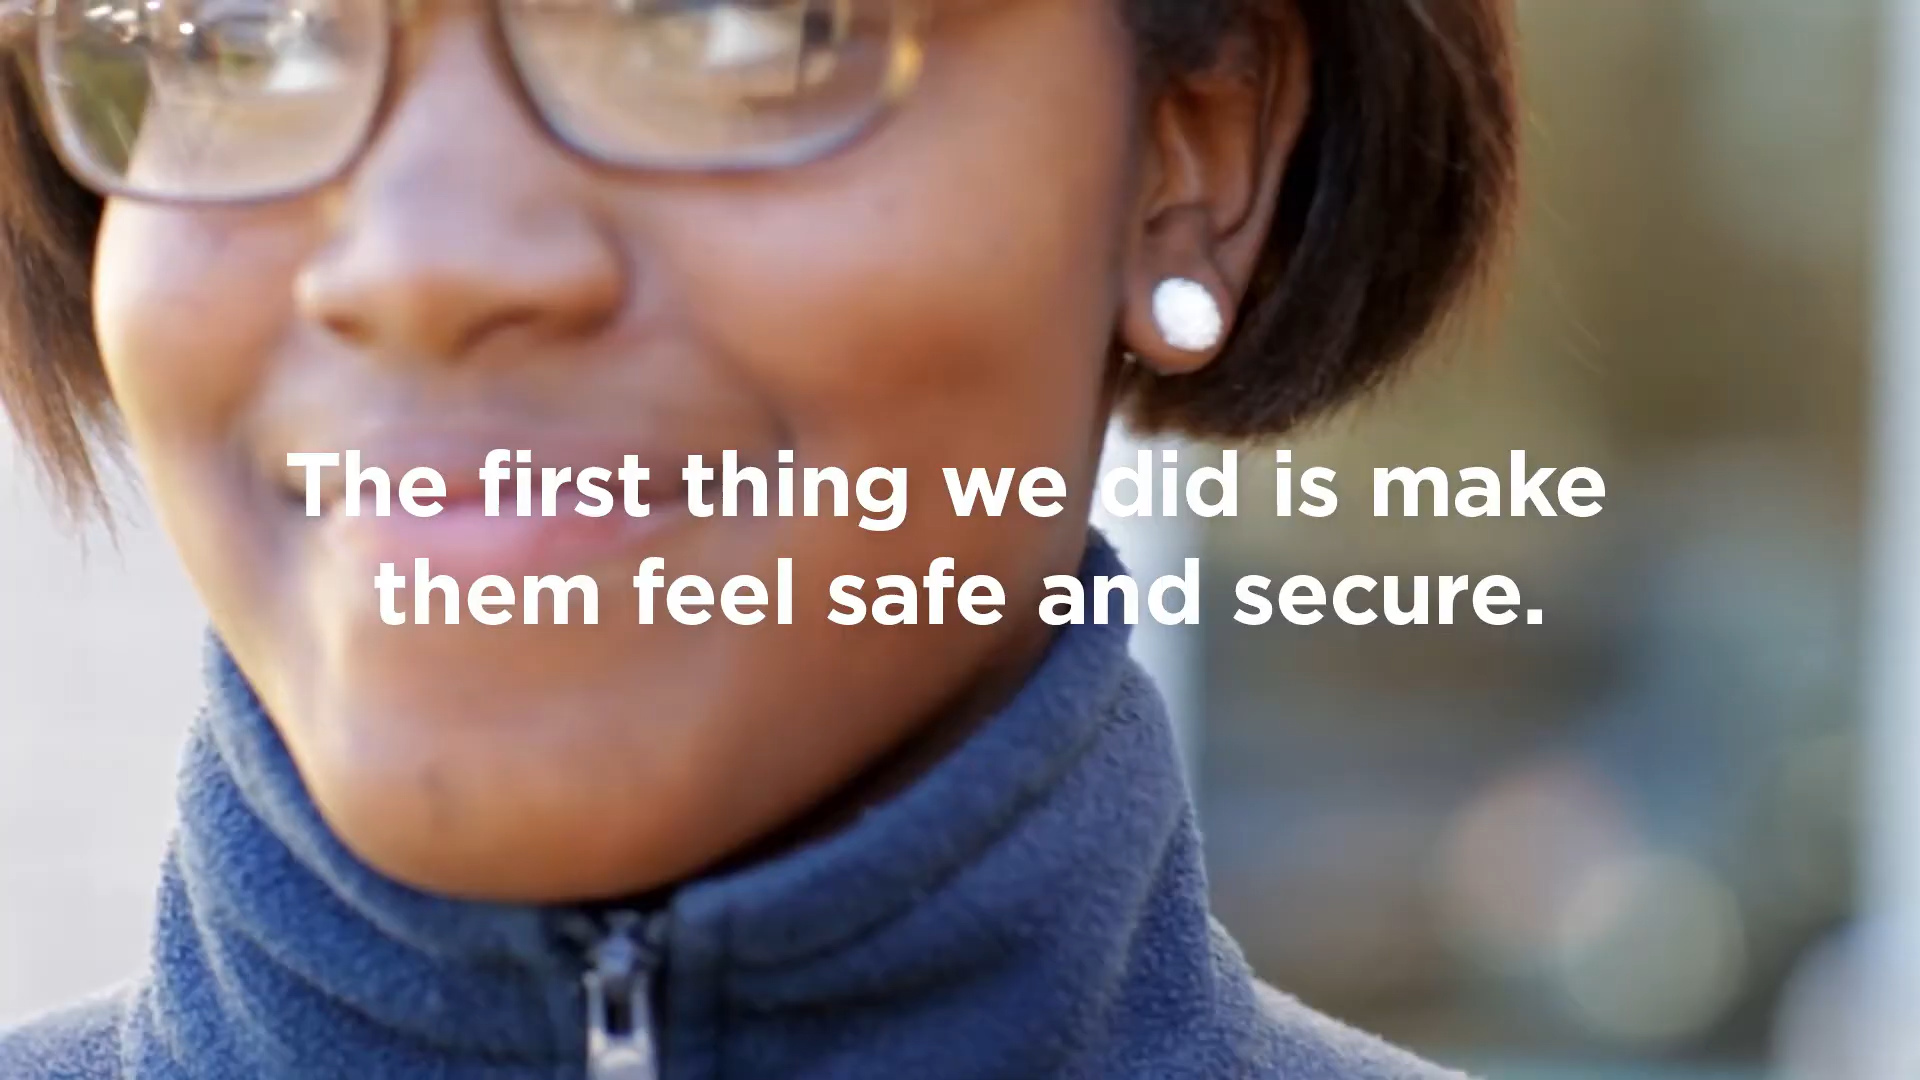 The first thing we did is make
them feel safe and secure.